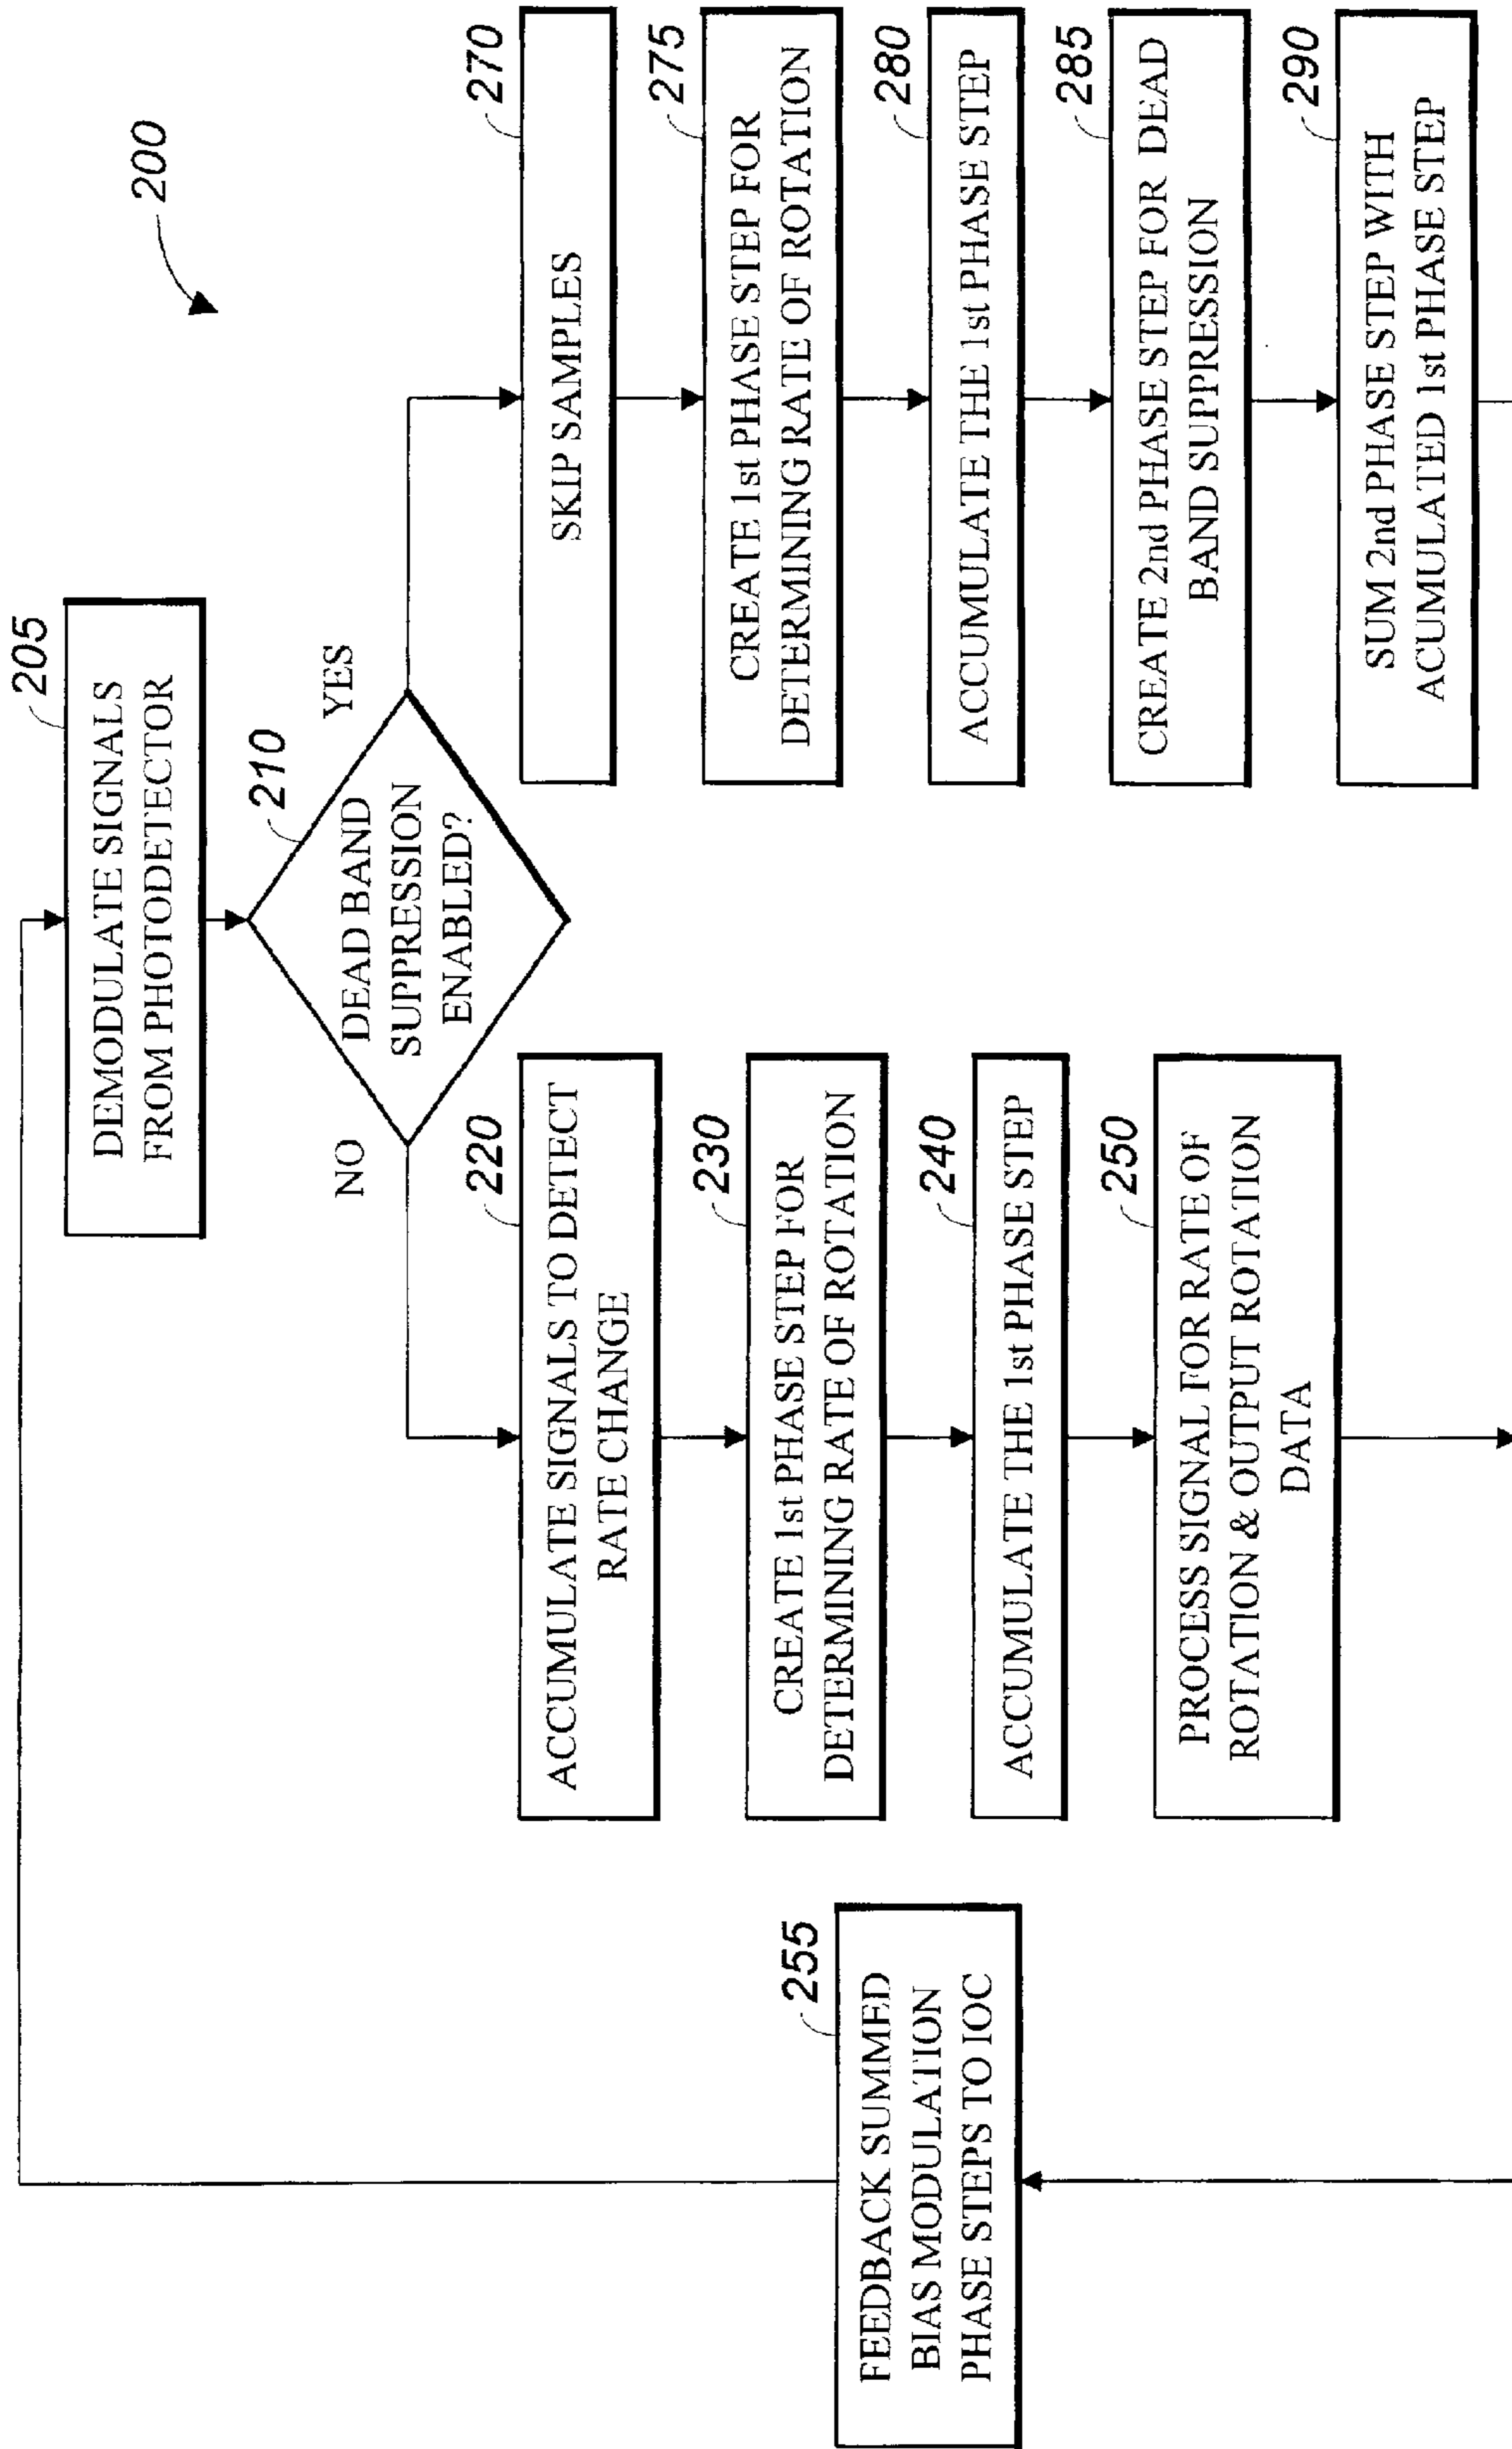 200
205
DEMODULATE SIGNALS
FROM PHOTODETECTOR
210
DEAD BAND
SUPPRESSION
ENABLED?
NO
YES
220
ACCUMULATE SIGNALS TO DETECT
RATE CHANGE
230
CREATE 1st PHASE STEP FOR
DETERMINING RATE OF ROTATION
240
ACCUMULATE THE 1st PHASE STEP
250
PROCESS SIGNAL FOR RATE OF
ROTATION & OUTPUT ROTATION
DATA
255
FEEDBACK SUMMED
BIAS MODULATION
PHASE STEPS TO IOC
270
SKIP SAMPLES
275
CREATE 1st PHASE STEP FOR
DETERMINING RATE OF ROTATION
280
ACCUMULATE THE 1st PHASE STEP
285
CREATE 2nd PHASE STEP FOR DEAD
BAND SUPPRESSION
290
SUM 2nd PHASE STEP WITH
ACUMULATED 1st PHASE STEP